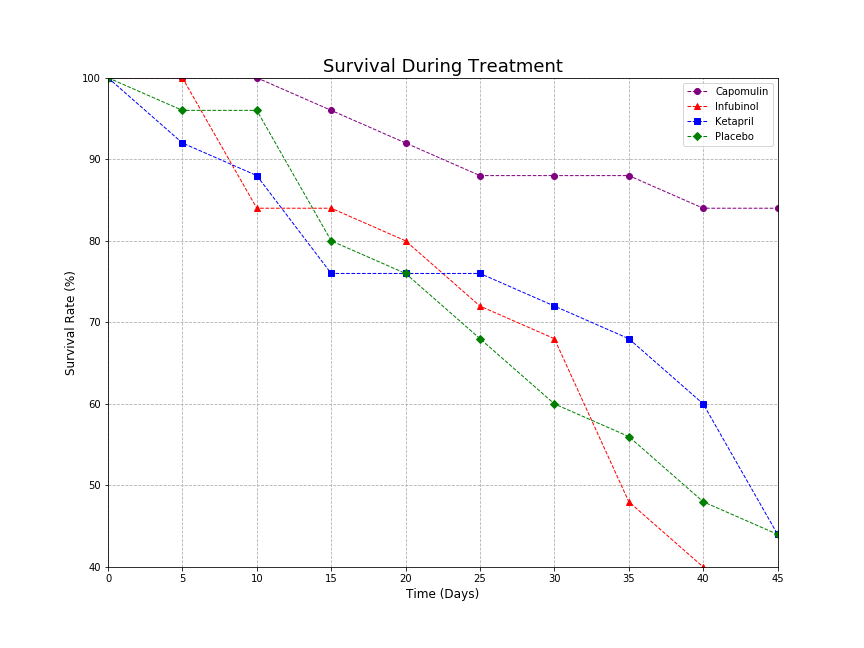 Survival During Treatment
100
90
80
70
60
50
40
Survival Rate (%)
Capomulin
Infubinol
Ketapril
Placebo
0 5 10 15 20 25 30 35 40 45
Time (Days)